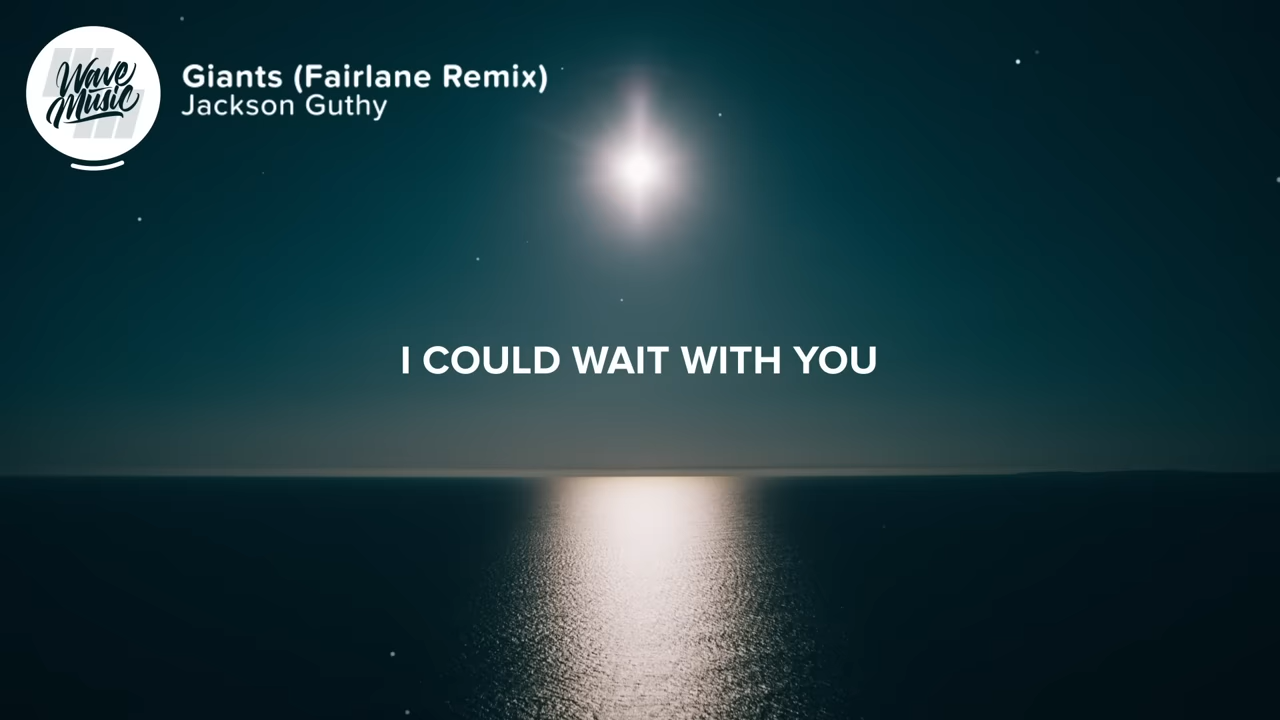 Wave
Music
Giants (Fairlane Remix)
Jackson Guthy
I COULD WAIT WITH YOU